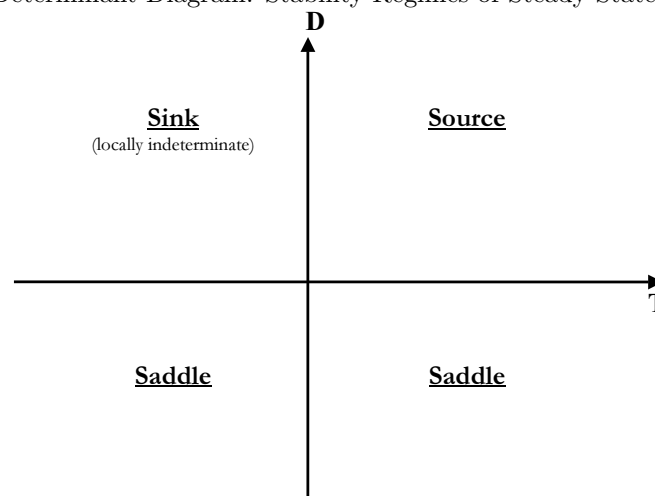 Determinant Diagram: Stability Regimes of Steady State
D
Sink
(locally indeterminate)
Source
T
Saddle
Saddle